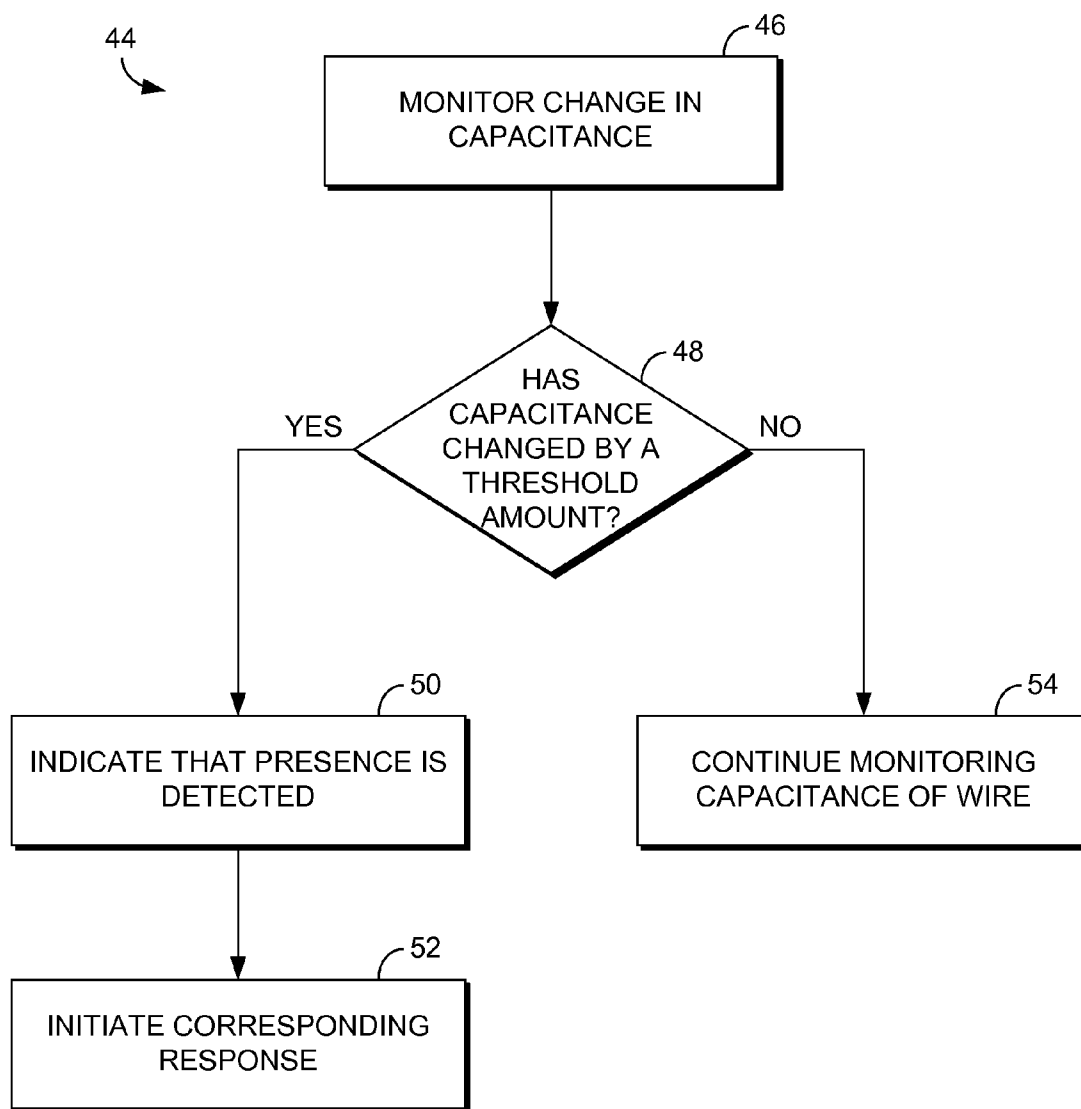 44
46
MONITOR CHANGE IN
CAPACITANCE
48
HAS
CAPACITANCE
CHANGED BY A
THRESHOLD
AMOUNT?
YES
NO
50
INDICATE THAT PRESENCE IS
DETECTED
54
CONTINUE MONITORING
CAPACITANCE OF WIRE
52
INITIATE CORRESPONDING
RESPONSE